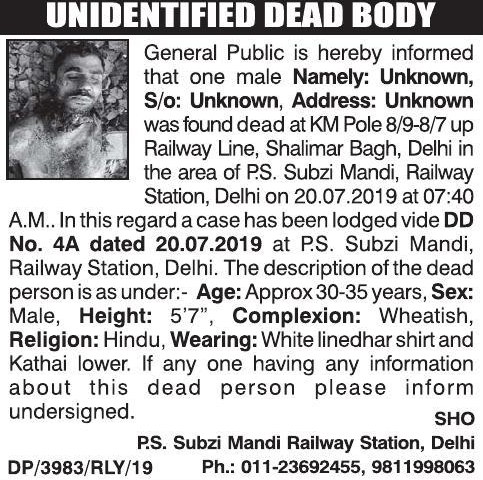 UNIDENTIFIED DEAD BODY
General Public is hereby informed
that one male Namely: Unknown,
S/o: Unknown, Address: Unknown
was found dead at KM Pole 8/9-8/7 up
Railway Line, Shalimar Bagh, Delhi in
the area of P.S. Subzi Mandi, Railway
Station, Delhi on 20.07.2019 at 07:40
A.M.. In this regard a case has been lodged vide DD
No. 4A dated 20.07.2019 at P.S. Subzi Mandi,
Railway Station, Delhi. The description of the dead
person is as under:- Age: Approx 30-35 years, Sex:
Male, Height: 5'7", Complexion: Wheatish,
Religion: Hindu, Wearing: White linedhar shirt and
Kathai lower. If any one having any information
about this dead person please inform
undersigned.
SHO
P.S. Subzi Mandi Railway Station, Delhi
DP/3983/RLY/19 Ph.: 011-23692455, 9811998063